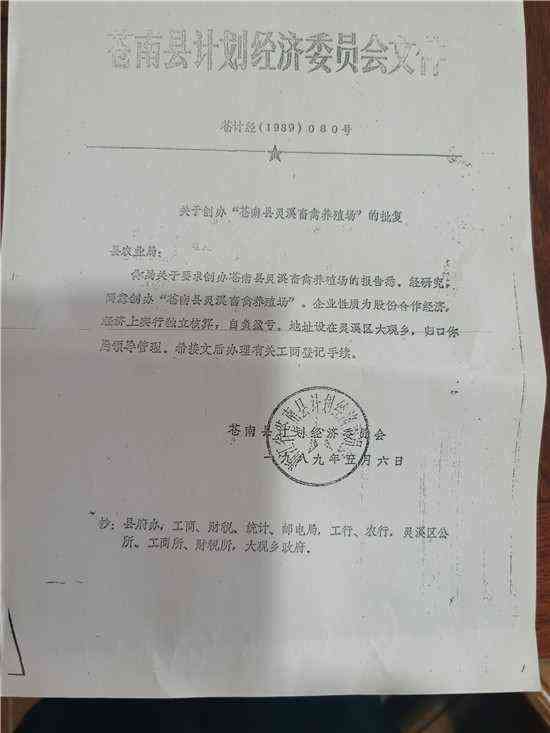 苍南县计划经济委员会文件
苍计经(1989)080号
关于创办“苍南县灵溪畜禽养殖场”的批复
县农业局:
你局关于要求创办苍南县灵溪畜禽养殖场的报告悉。经研究,
同意创办“苍南县灵溪畜禽养殖场”。企业性质为股份合作经济,
经济上实行独立核算,自负盈亏。地址设在灵溪区大观乡,归口你
局领导管理。希接文后办理有关工商登记手续。
苍南县计划经济委员会
一九八九年五月六日
抄:县府办,工商、财税、统计、邮电局,工行、农行,灵溪区公
所、工商所、财税所,大观乡政府。